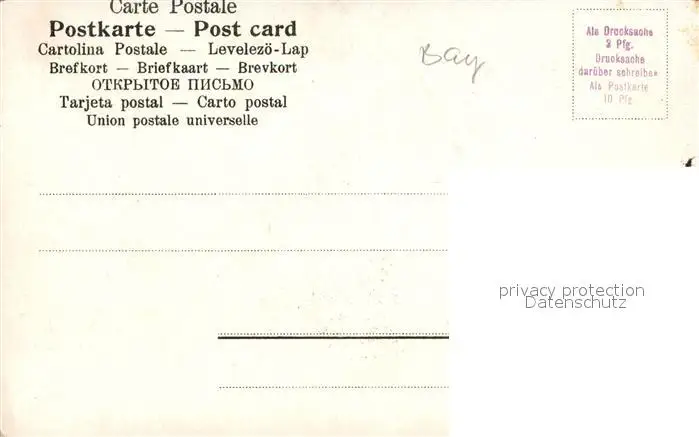 Carte Postale
Postkarte — Post card
Cartolina Postale — Levelezö-Lap
Brefkort — Briefkaart — Brevkort
ОТКРЫТОЕ ПИСЬМО
Tarjeta postal — Carto postal
Union postale universelle
Bay
Als Drucksache
3 Pfg.
Drucksache
darüber schreiben
Als Postkarte
10 Pfg
privacy protection
Datenschutz